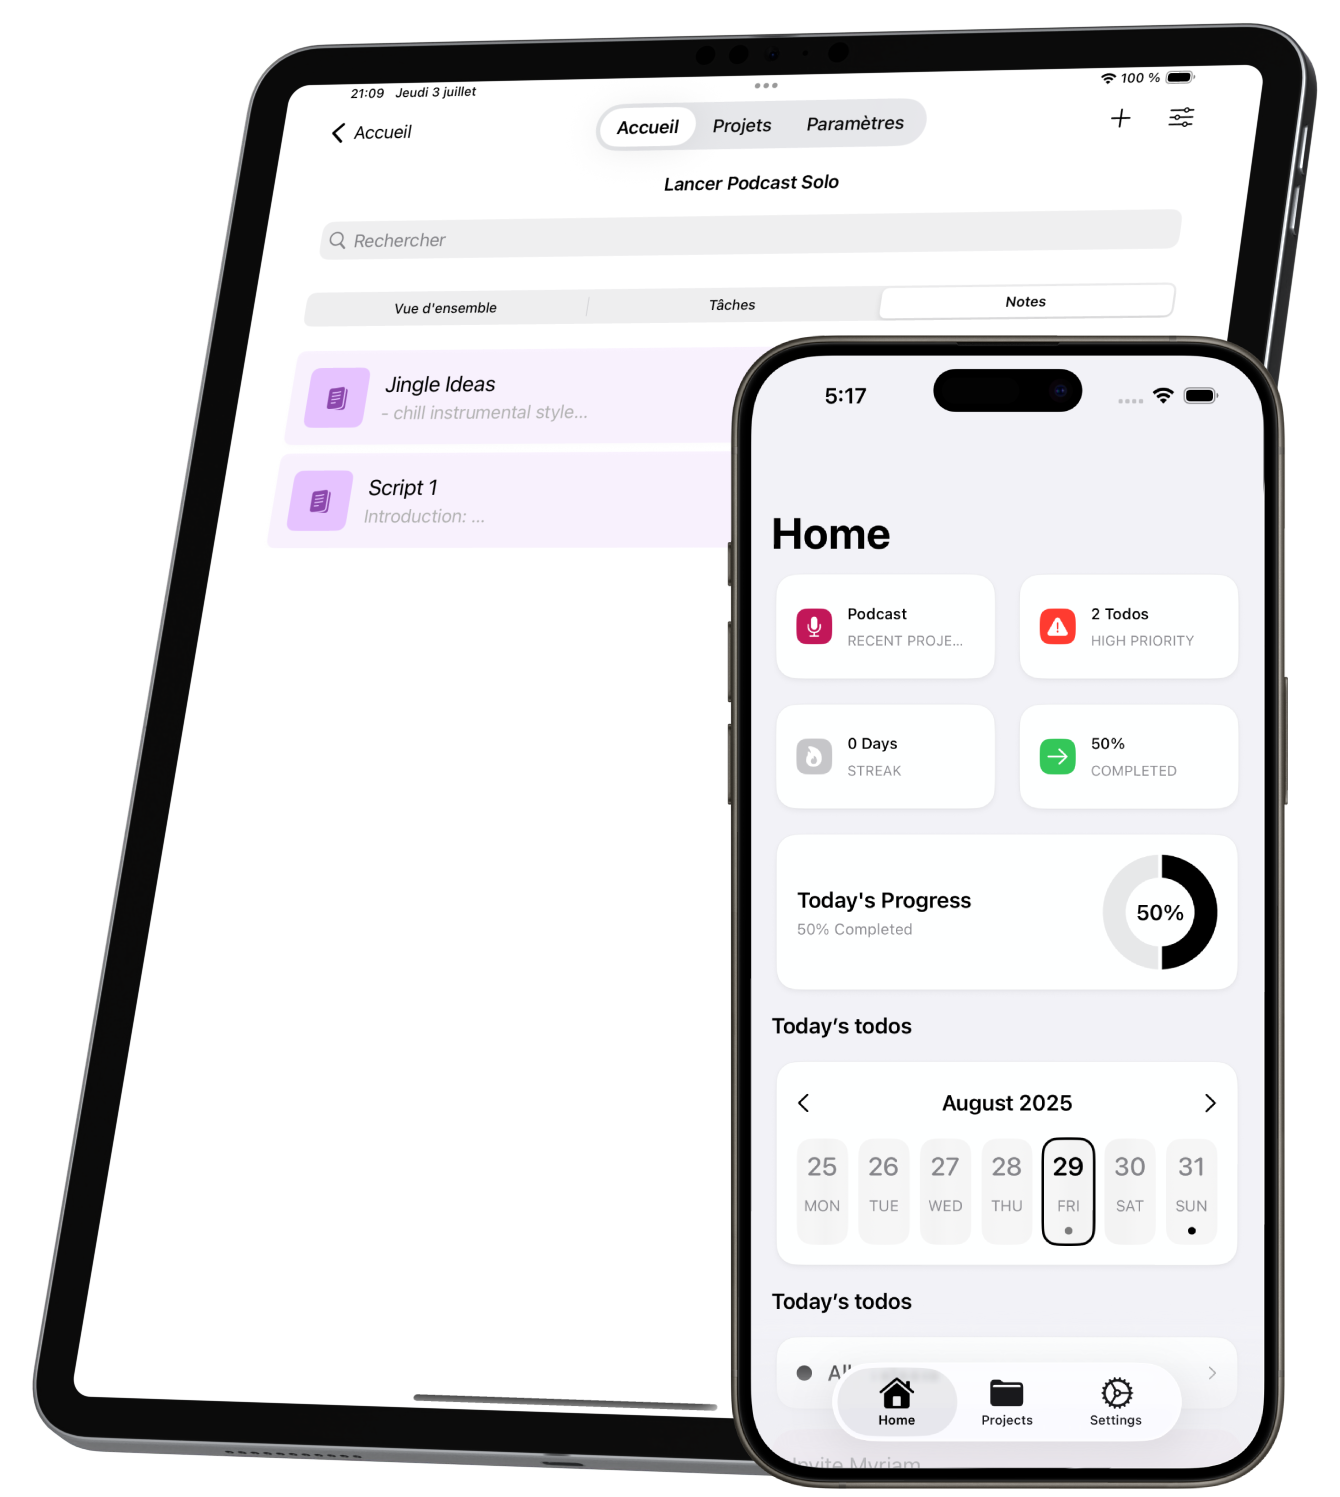 21:09 Jeudi 3 juillet
100 %
Accueil
Accueil Projets Paramètres
Lancer Podcast Solo
Rechercher
Vue d'ensemble
Tâches
Notes
Jingle Ideas
- chill instrumental style...
Script 1
Introduction: ...
5:17
Home
Podcast
RECENT PROJE...
2 Todos
HIGH PRIORITY
0 Days
STREAK
50%
COMPLETED
Today's Progress
50% Completed
50%
Today’s todos
August 2025
25 26 27 28 29 30 31
MON TUE WED THU FRI SAT SUN
Today’s todos
Home
Projects
Settings
Invite Myriam